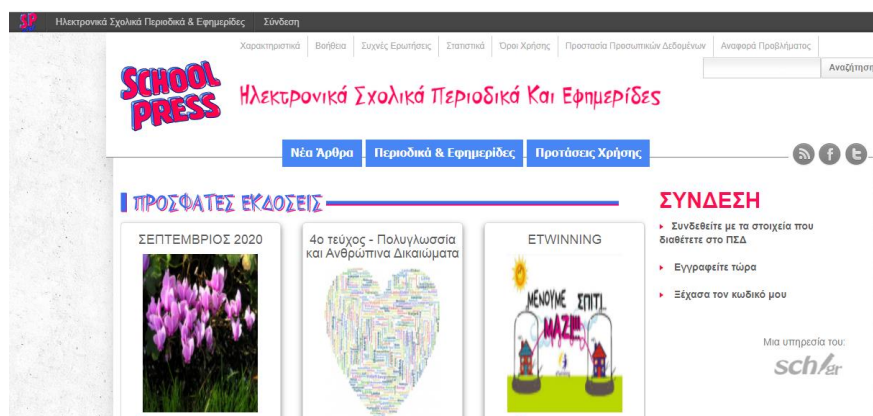 SP Ηλεκτρονικά Σχολικά Περιοδικά & Εφημερίδες Σύνδεση
Χαρακτηριστικά Βοήθεια Συχνές Ερωτήσεις Στατιστικά Όροι Χρήσης Προστασία Προσωπικών Δεδομένων Αναφορά Προβλήματος
Αναζήτηση
SCHOOL
PRESS
Ηλεκτρονικά Σχολικά Περιοδικά Και Εφημερίδες
Νέα Άρθρα Περιοδικά & Εφημερίδες Προτάσεις Χρήσης
ΠΡΟΣΦΑΤΕΣ ΕΚΔΟΣΕΙΣ
ΣΕΠΤΕΜΒΡΙΟΣ 2020
4ο τεύχος - Πολυγλωσσία
και Ανθρώπινα Δικαιώματα
ETWINNING
ΜΕΝΟΥΜΕ ΣΠΙΤΙ
ΜΑΖΙ!!!
ΣΥΝΔΕΣΗ
Συνδεθείτε με τα στοιχεία που
διαθέτετε στο ΠΣΔ
Εγγραφείτε τώρα
Ξέχασα τον κωδικό μου
Μια υπηρεσία του:
sch/gr